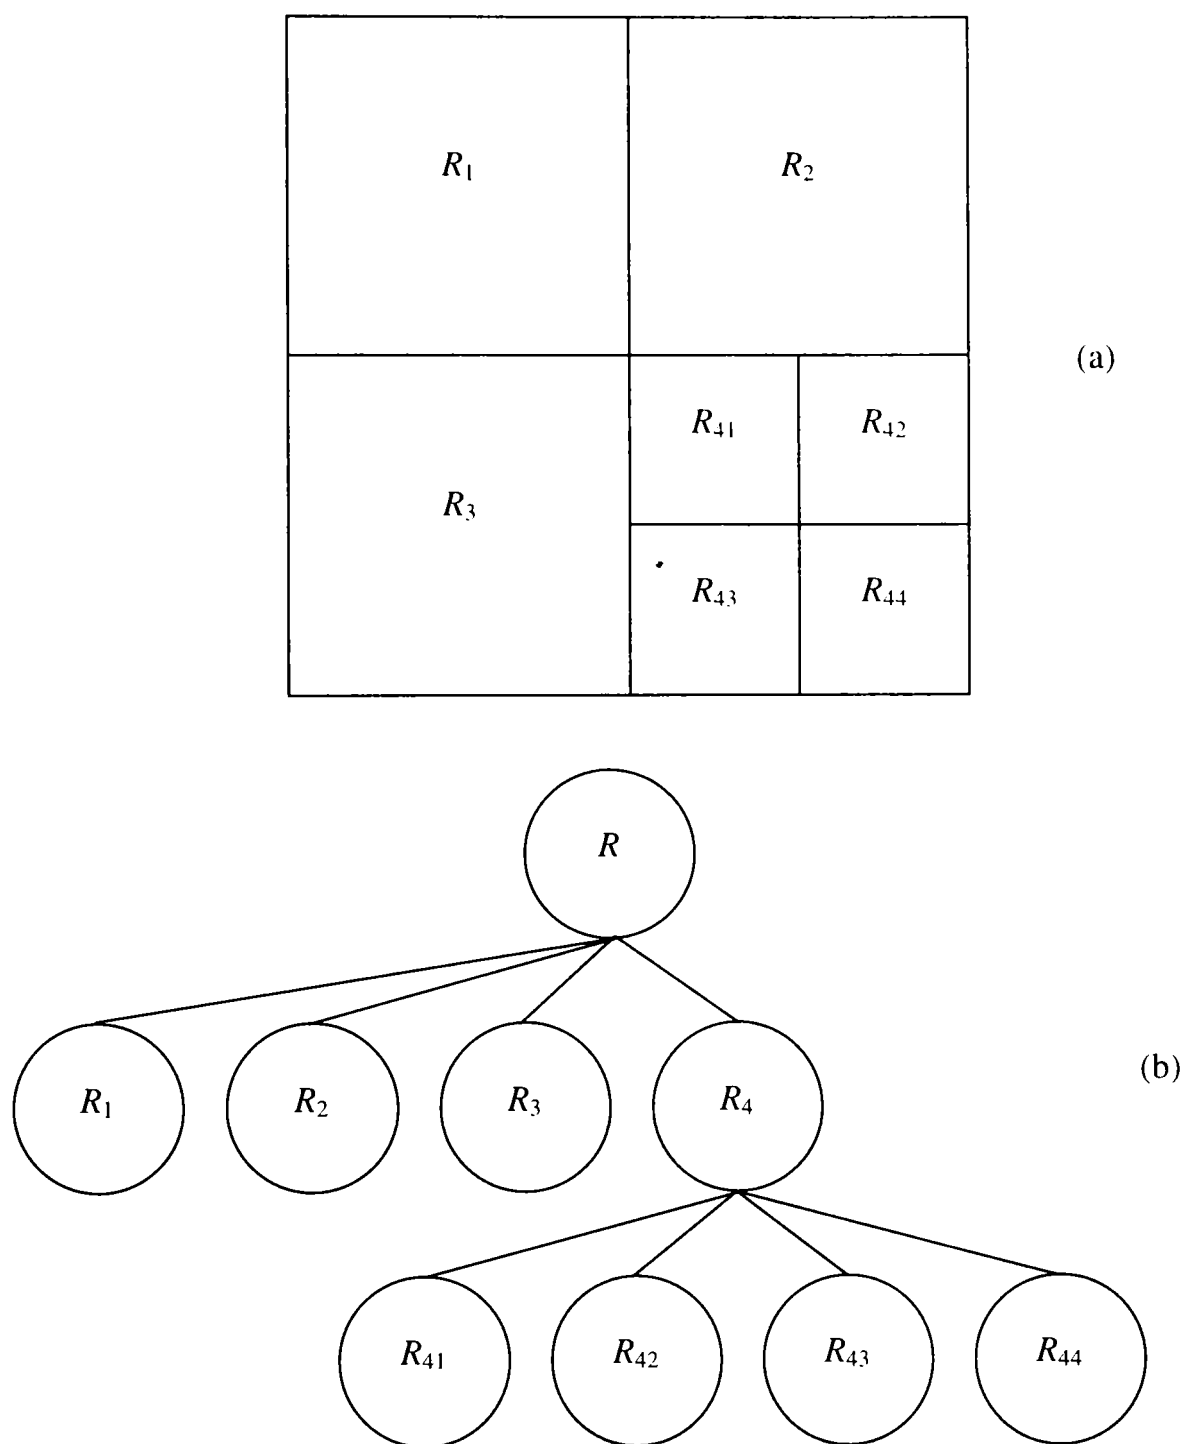 R₁ R₂
(a)
R₄₁ R₄₂
R₃
R₄₃ R₄₄
R
(b)
R₁ R₂ R₃ R₄
R₄₁ R₄₂ R₄₃ R₄₄